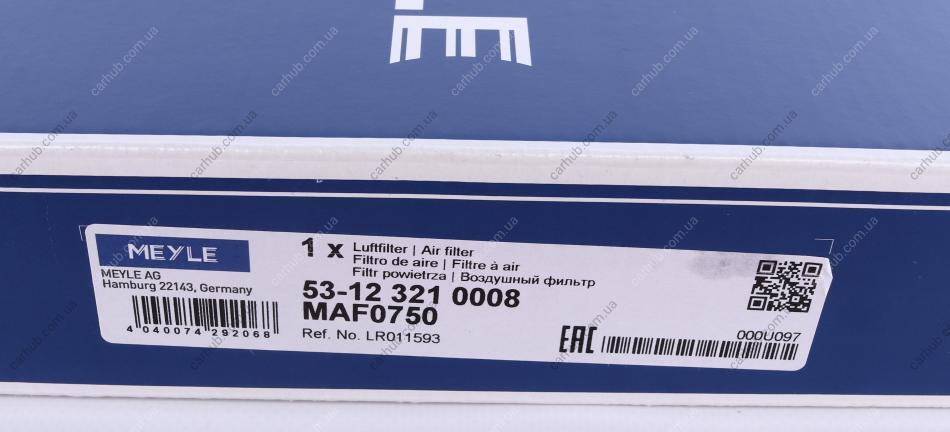 LE
MEYLE
MEYLE AG
Hamburg 22143, Germany
4 040074 292068
1 x Luftfilter | Air filter
Filtro de aire | Filtre à air
Filtr powietrza | Воздушный фильтр
53-12 321 0008
MAF0750
Ref. No. LR011593
EAC
000U097
carhub.com.ua